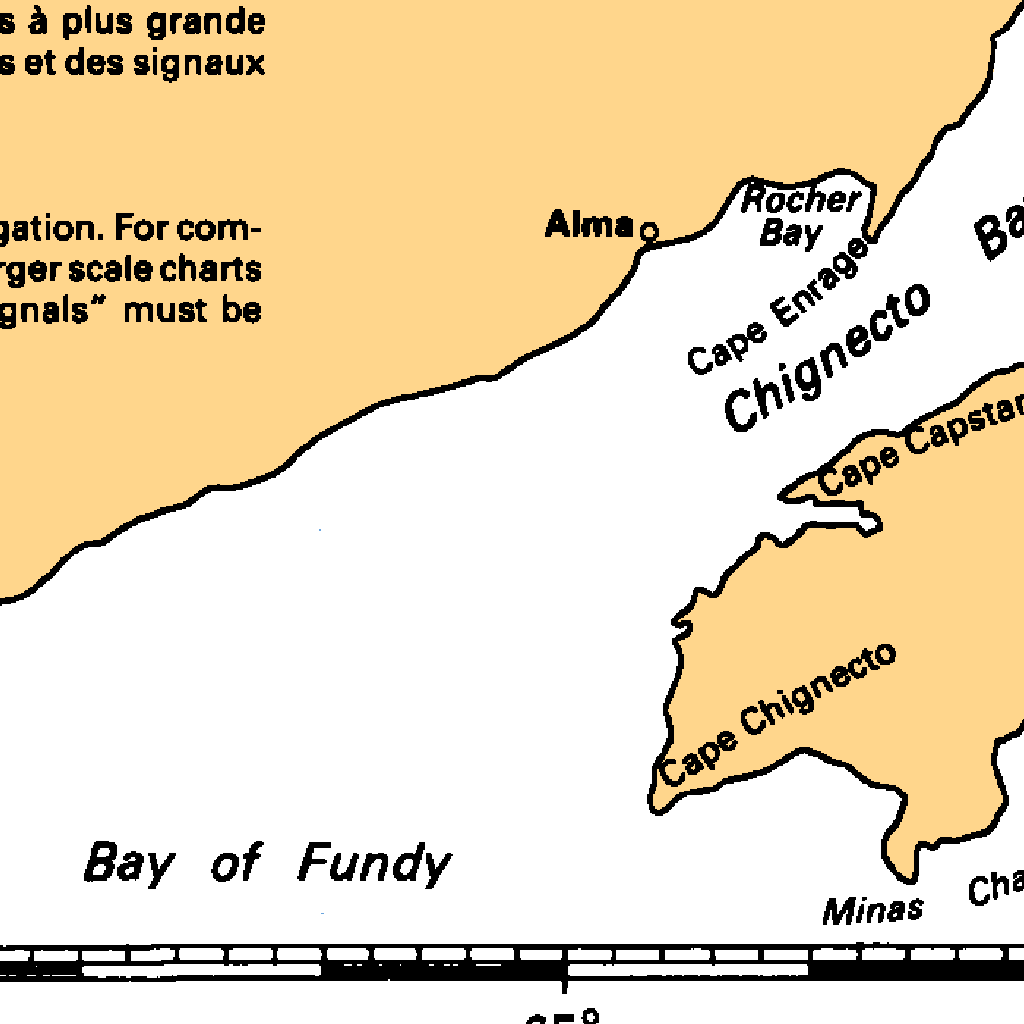 s à plus grande
s et des signaux
gation. For com-
rger scale charts
gnals” must be
Alma
Rocher
Bay
Cape Enrage
Chignecto
Ba
Cape Capstan
Cape Chignecto
Bay of Fundy
Minas
Cha
65°